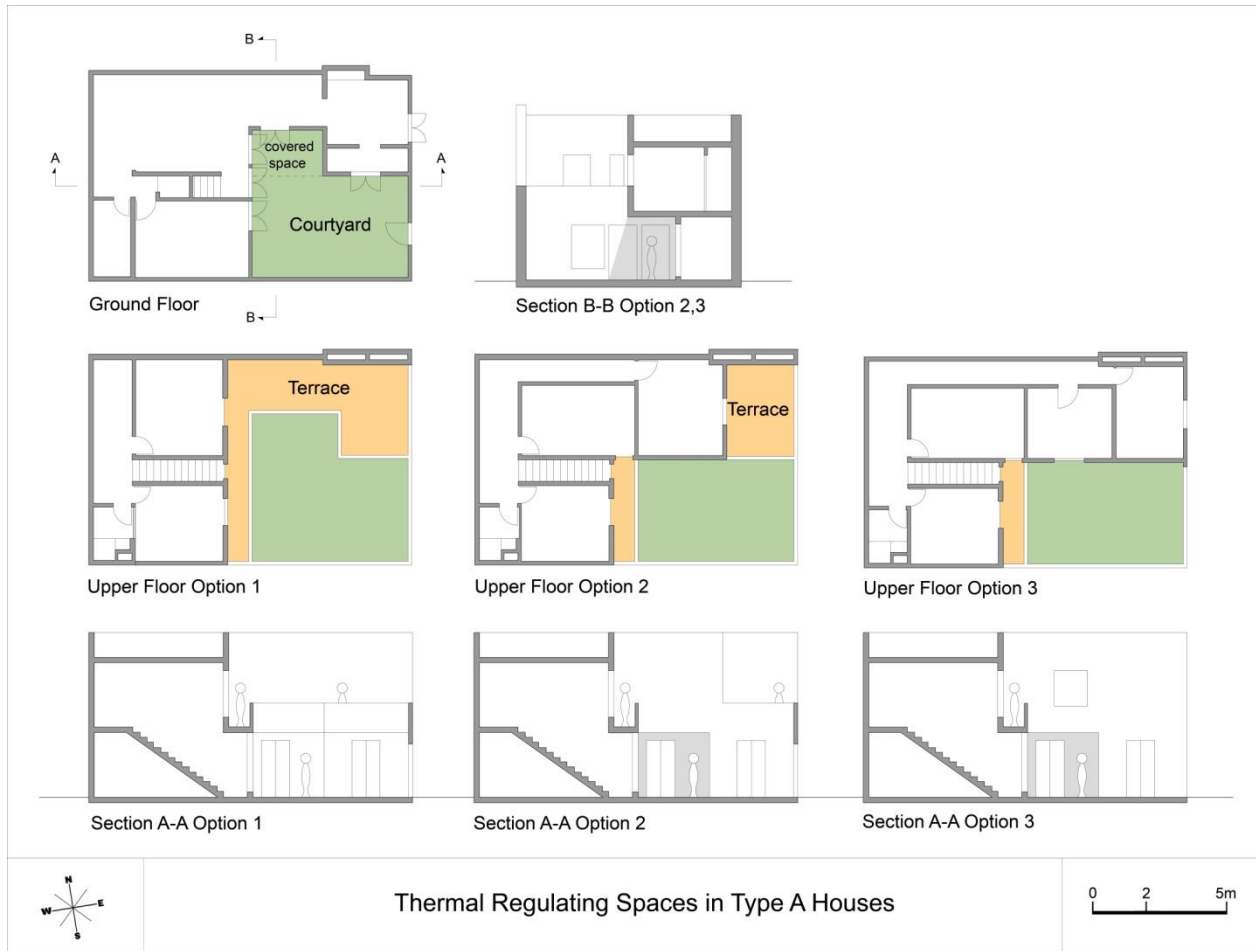 B
A
A
covered
space
Courtyard
Ground Floor
B
Section B-B Option 2,3
Terrace
Terrace
Upper Floor Option 1
Upper Floor Option 2
Upper Floor Option 3
Section A-A Option 1
Section A-A Option 2
Section A-A Option 3
N
W
E
S
Thermal Regulating Spaces in Type A Houses
0 2 5m